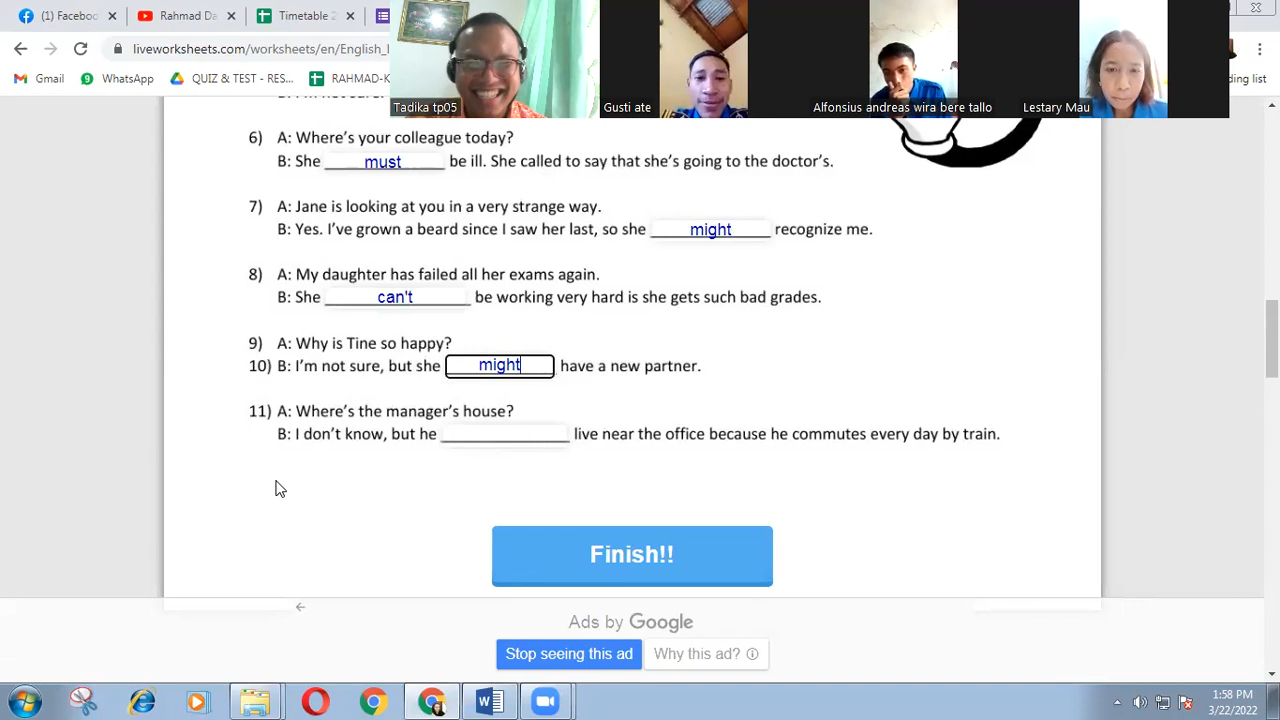 (1) Facebo
Rahmad Da
Timetable 2
liveworksheets.com/worksheets/en/English_
Gmail
WhatsApp
QUIZ & TEST - RES...
RAHMAD-K
ding list
Tadika tp05
Gusti ate
Alfonsius andreas wira bere tallo
Lestary Mau
6) A: Where's your colleague today?
B: She must be ill. She called to say that she's going to the doctor's.
7) A: Jane is looking at you in a very strange way.
B: Yes. I've grown a beard since I saw her last, so she might recognize me.
8) A: My daughter has failed all her exams again.
B: She can't be working very hard is she gets such bad grades.
9) A: Why is Tine so happy?
10) B: I'm not sure, but she might have a new partner.
11) A: Where's the manager's house?
B: I don't know, but he ____________ live near the office because he commutes every day by train.
Finish!!
Ads by Google
Stop seeing this ad
Why this ad?
1:58 PM
3/22/2022